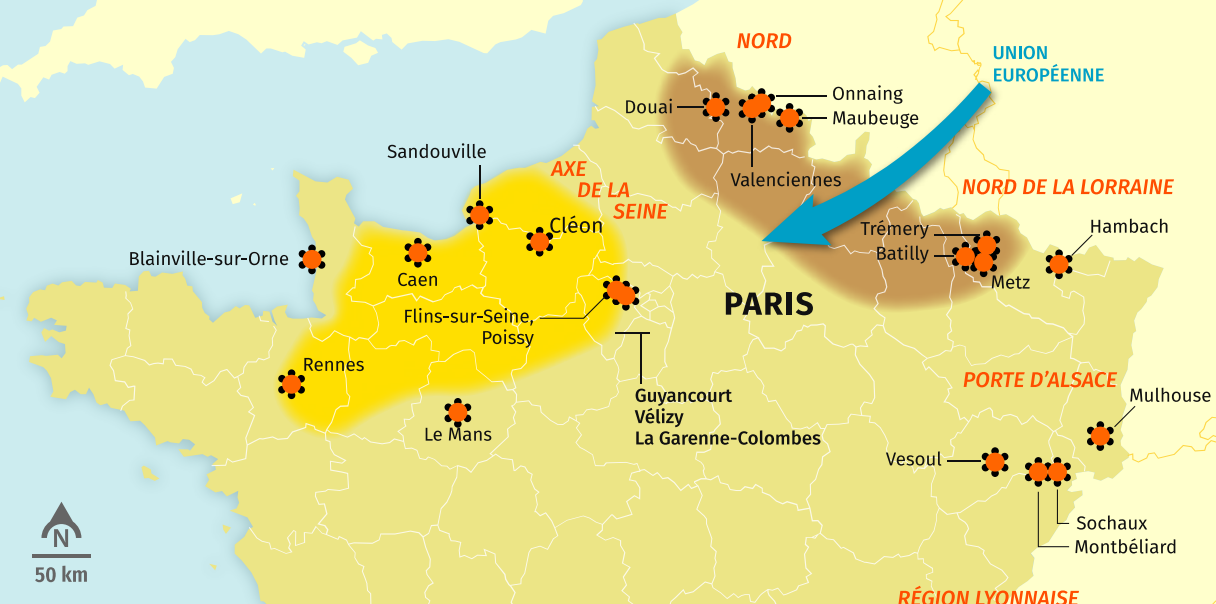 NORD
UNION
EUROPÉENNE
Douai
Onnaing
Maubeuge
Valenciennes
Sandouville
AXE
DE LA
SEINE
NORD DE LA LORRAINE
Cléon
Trémery
Batilly
Hambach
Metz
Blainville-sur-Orne
Caen
PARIS
Flins-sur-Seine,
Poissy
Rennes
PORTE D’ALSACE
Guyancourt
Vélizy
La Garenne-Colombes
Mulhouse
Le Mans
Vesoul
Sochaux
Montbéliard
N
50 km
RÉGION LYONNAISE